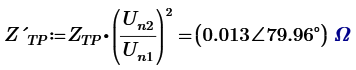 Z´TP := ZTP • (Un2 / Un1)² = (0.013∠79.96°) Ω